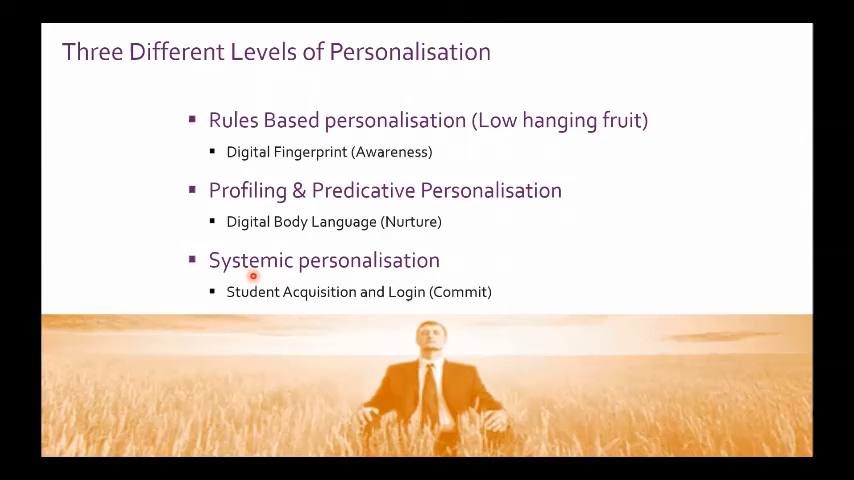 Three Different Levels of Personalisation
Rules Based personalisation (Low hanging fruit)
Digital Fingerprint (Awareness)
Profiling & Predicative Personalisation
Digital Body Language (Nurture)
Systemic personalisation
Student Acquisition and Login (Commit)